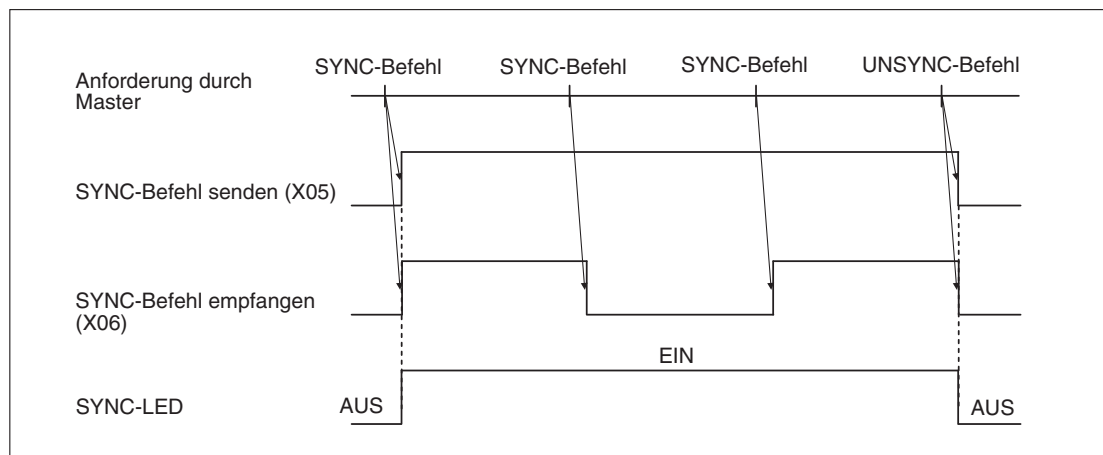 SYNC-Befehl SYNC-Befehl SYNC-Befehl UNSYNC-Befehl
Anforderung durch
Master
SYNC-Befehl senden (X05)
SYNC-Befehl empfangen
(X06)
EIN
SYNC-LED AUS AUS